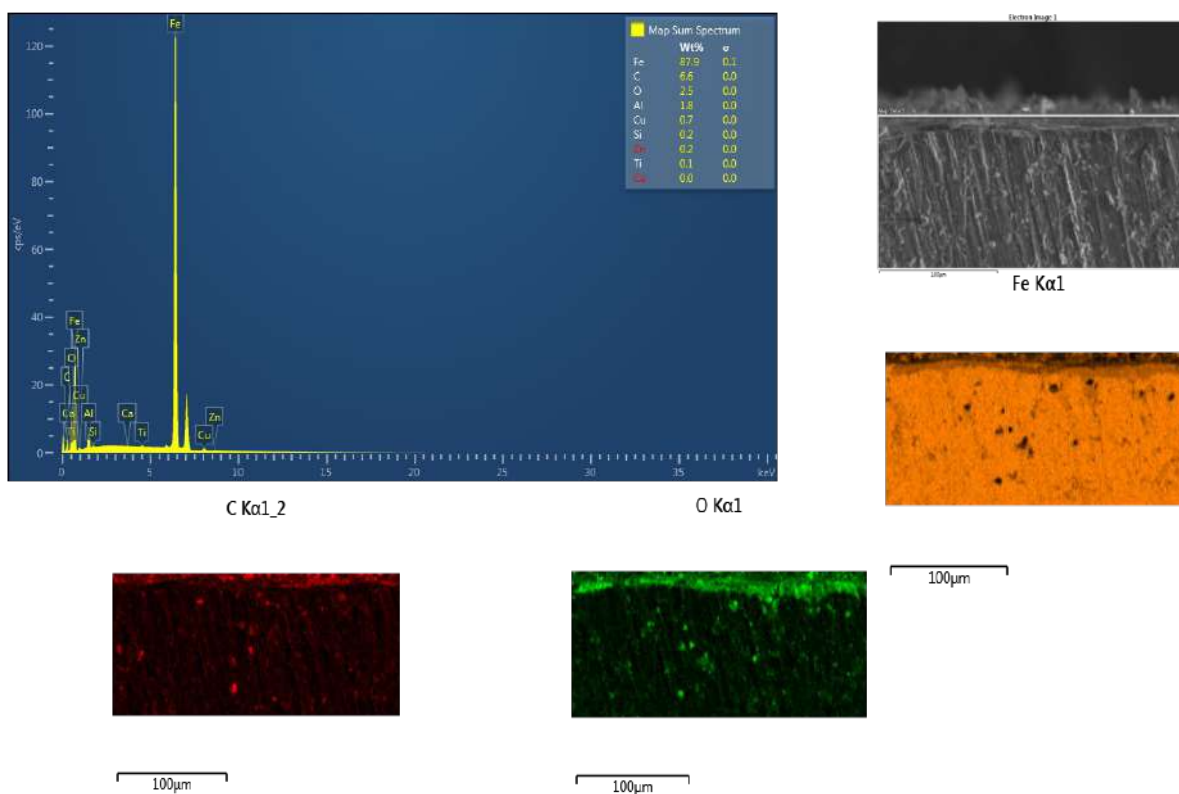 Map Sum Spectrum
Wt% σ
Fe 87.9 0.1
C 6.6 0.0
O 2.5 0.0
Al 1.8 0.0
Cu 0.7 0.0
Si 0.2 0.0
Zn 0.2 0.0
Ti 0.1 0.0
Ca 0.0 0.0
cps/eV
120
100
80
60
40
20
0
Fe
Fe
Zn
O
C
Cu
Ca
Al
Ti
Si
Ca
Ti
Cu
Zn
0 5 10 15 20 25 30 35 keV
Electron Image 1
100μm
Fe Kα1
100μm
C Kα1_2
O Kα1
100μm
100μm